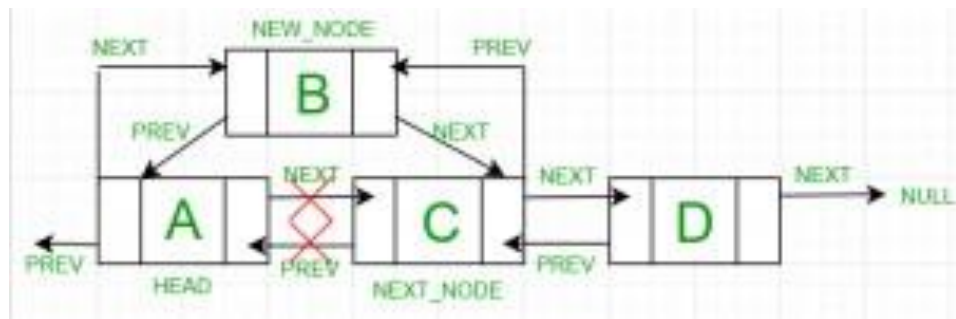 NEW_NODE
NEXT
PREV
B
PREV
NEXT
NEXT
NEXT
NEXT
A
C
D
NULL
PREV
PREV
PREV
HEAD
NEXT_NODE